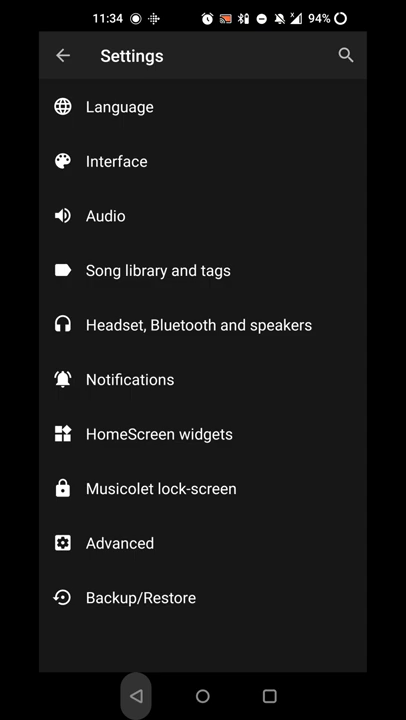 11:34
94%
Settings
Language
Interface
Audio
Song library and tags
Headset, Bluetooth and speakers
Notifications
HomeScreen widgets
Musicolet lock-screen
Advanced
Backup/Restore